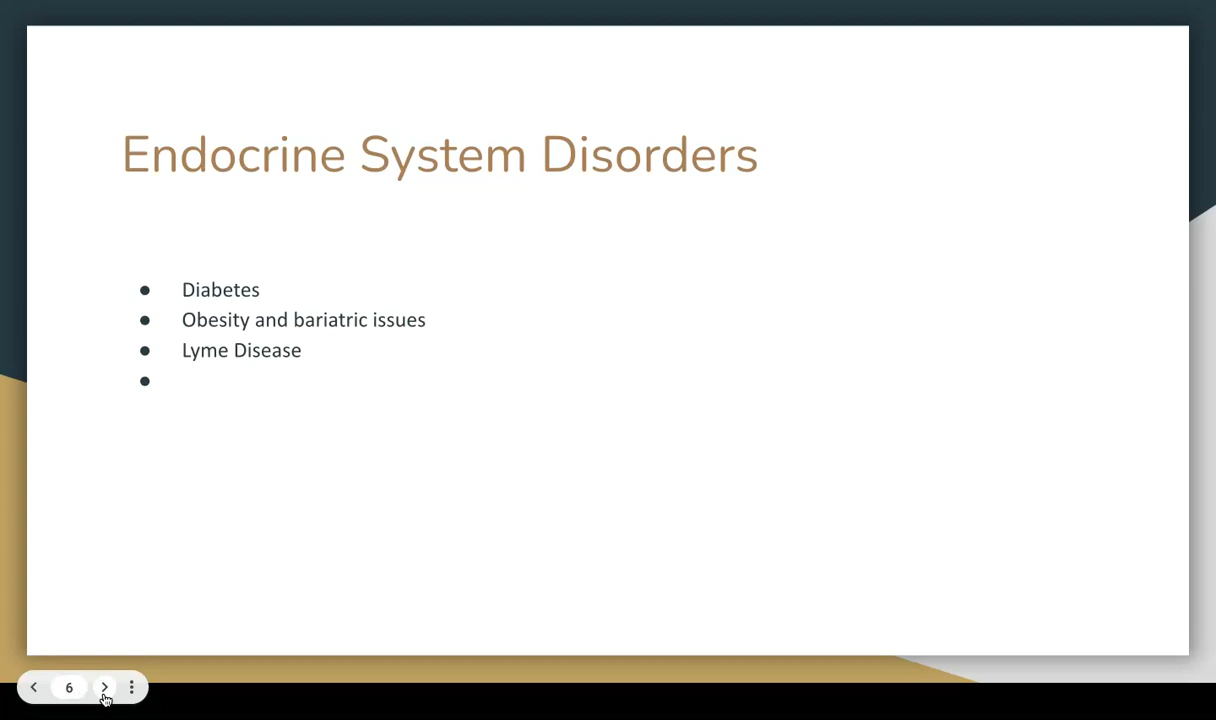 Endocrine System Disorders
● Diabetes
● Obesity and bariatric issues
● Lyme Disease
●
6